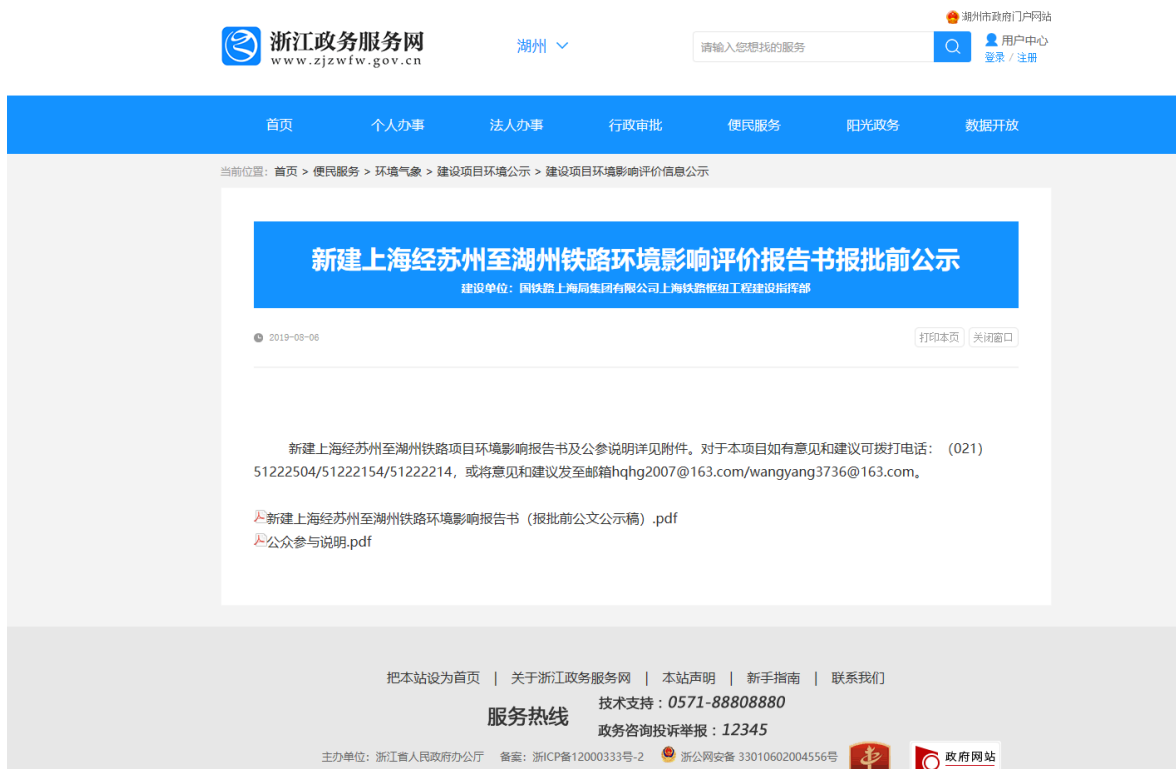 湖州市政府门户网站
浙江政务服务网
www.zjzwfw.gov.cn
湖州
请输入您想找的服务
用户中心
登录 / 注册
首页 个人办事 法人办事 行政审批 便民服务 阳光政务 数据开放
当前位置：首页 > 便民服务 > 环境气象 > 建设项目环境公示 > 建设项目环境影响评价信息公示
新建上海经苏州至湖州铁路环境影响评价报告书报批前公示
建设单位：国铁路上海局集团有限公司上海铁路枢纽工程建设指挥部
2019-08-06
打印本页 关闭窗口
新建上海经苏州至湖州铁路项目环境影响报告书及公参说明详见附件。对于本项目如有意见和建议可拨打电话：（021）
51222504/51222154/51222214，或将意见和建议发至邮箱hqhg2007@163.com/wangyang3736@163.com。
新建上海经苏州至湖州铁路环境影响报告书（报批前公文公示稿）.pdf
公众参与说明.pdf
把本站设为首页 | 关于浙江政务服务网 | 本站声明 | 新手指南 | 联系我们
服务热线
技术支持：0571-88808880
政务咨询投诉举报：12345
主办单位：浙江省人民政府办公厅 备案：浙ICP备12000333号-2 浙公网安备 33010602004556号
政府网站